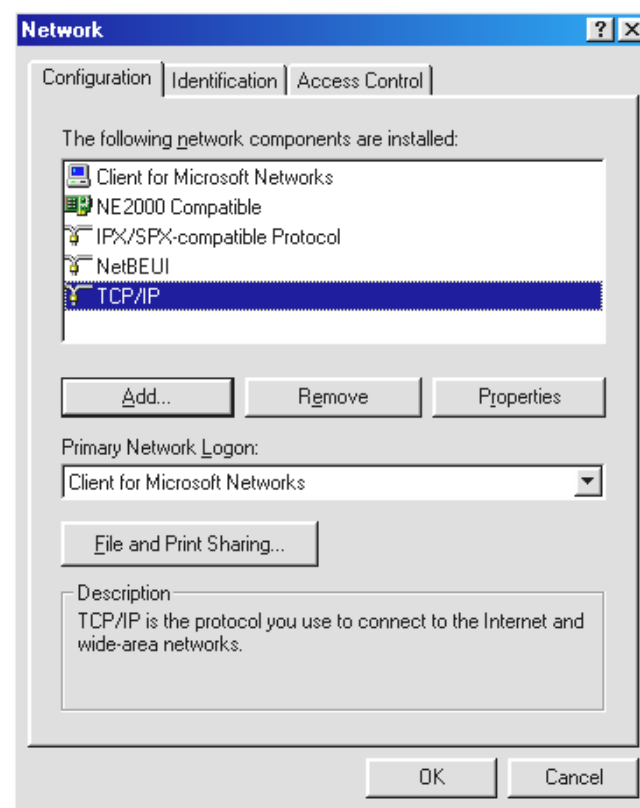 Network
Configuration Identification Access Control
The following network components are installed:
Client for Microsoft Networks
NE2000 Compatible
IPX/SPX-compatible Protocol
NetBEUI
TCP/IP
Add... Remove Properties
Primary Network Logon:
Client for Microsoft Networks
File and Print Sharing...
Description
TCP/IP is the protocol you use to connect to the Internet and
wide-area networks.
OK Cancel